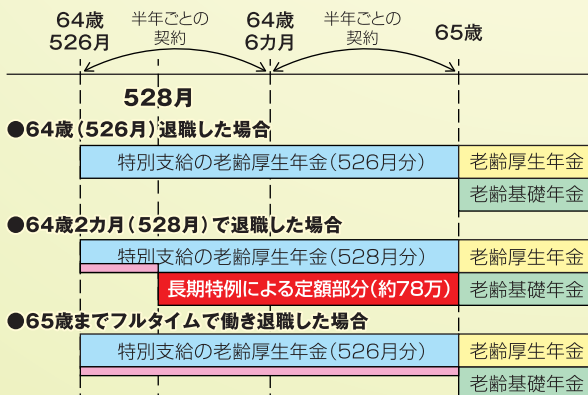 64歳
526月
半年ごとの
契約
64歳
6カ月
半年ごとの
契約
65歳
528月
●64歳（526月）退職した場合
特別支給の老齢厚生年金（526月分）
老齢厚生年金
老齢基礎年金
●64歳2カ月（528月）で退職した場合
特別支給の老齢厚生年金（528月分）
老齢厚生年金
長期特例による定額部分（約78万）
老齢基礎年金
●65歳までフルタイムで働き退職した場合
特別支給の老齢厚生年金（526月分）
老齢厚生年金
老齢基礎年金